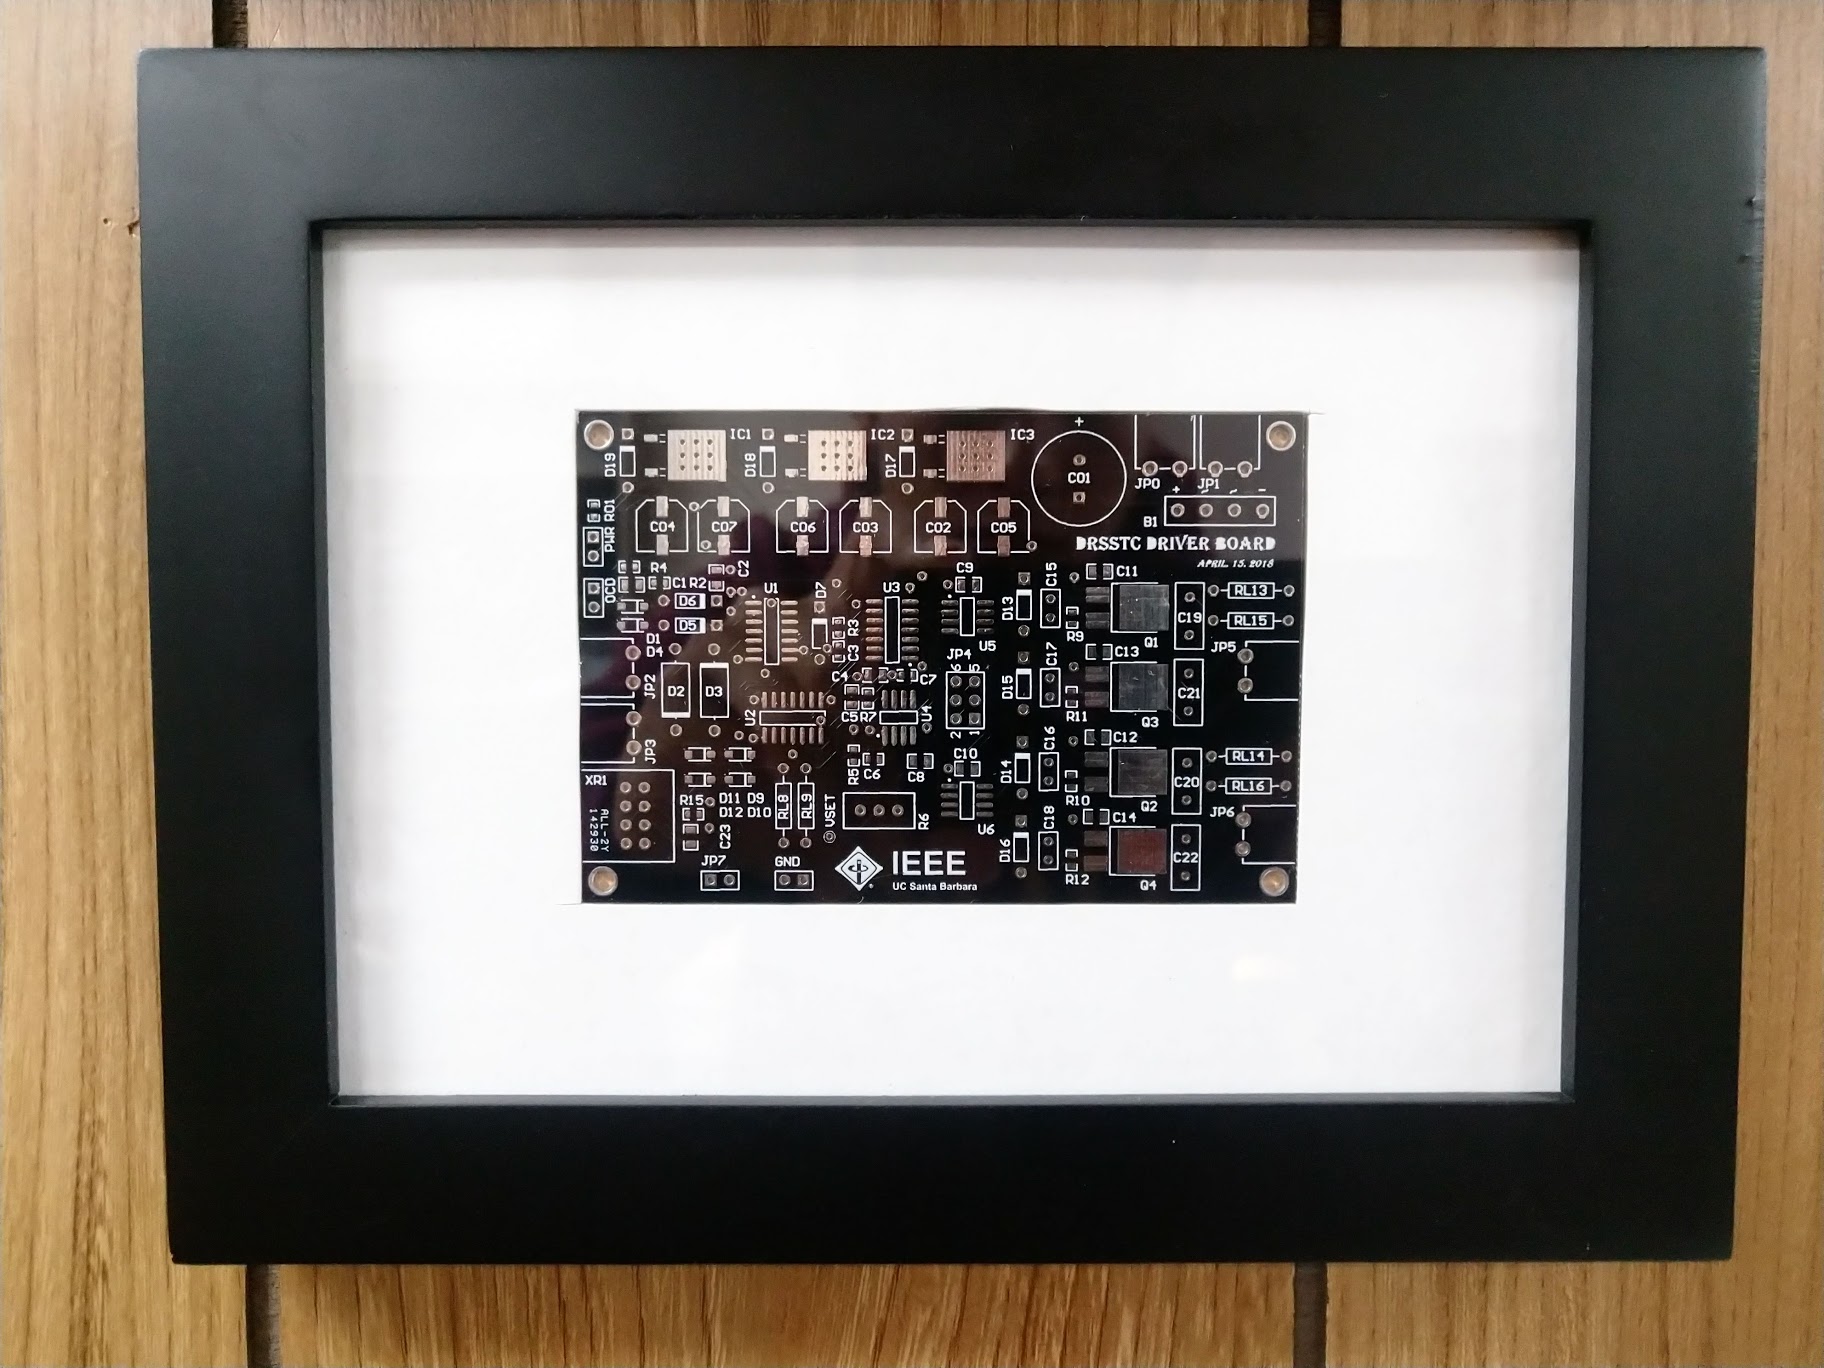 IC1
IC2
IC3
D19
D18
D17
+
C01
JP0
JP1
+ ~ ~ -
B1
R01
PWR
C04
C07
C06
C03
C02
C05
DRSSTC DRIVER BOARD
APRIL. 15. 2018
OCD
R4
C1
R2
C2
D6
D5
U1
D7
R3
C3
U3
C9
U5
D13
C15
C11
R9
Q1
C19
RL13
RL15
D1
D4
JP2
D2
D3
C4
C7
JP4
6 5
2 1
D15
C17
C13
R11
Q3
C21
JP5
JP3
U2
C5
R7
U4
R5
C6
C8
C10
U6
D14
C16
C12
R10
Q2
C20
RL14
RL16
JP6
XR1
ALL-2Y
142930
R15
D11 D9
D12 D10
C23
RL8
RL9
VSET
R6
D16
C18
C14
R12
Q4
C22
JP7
GND
IEEE
UC Santa Barbara